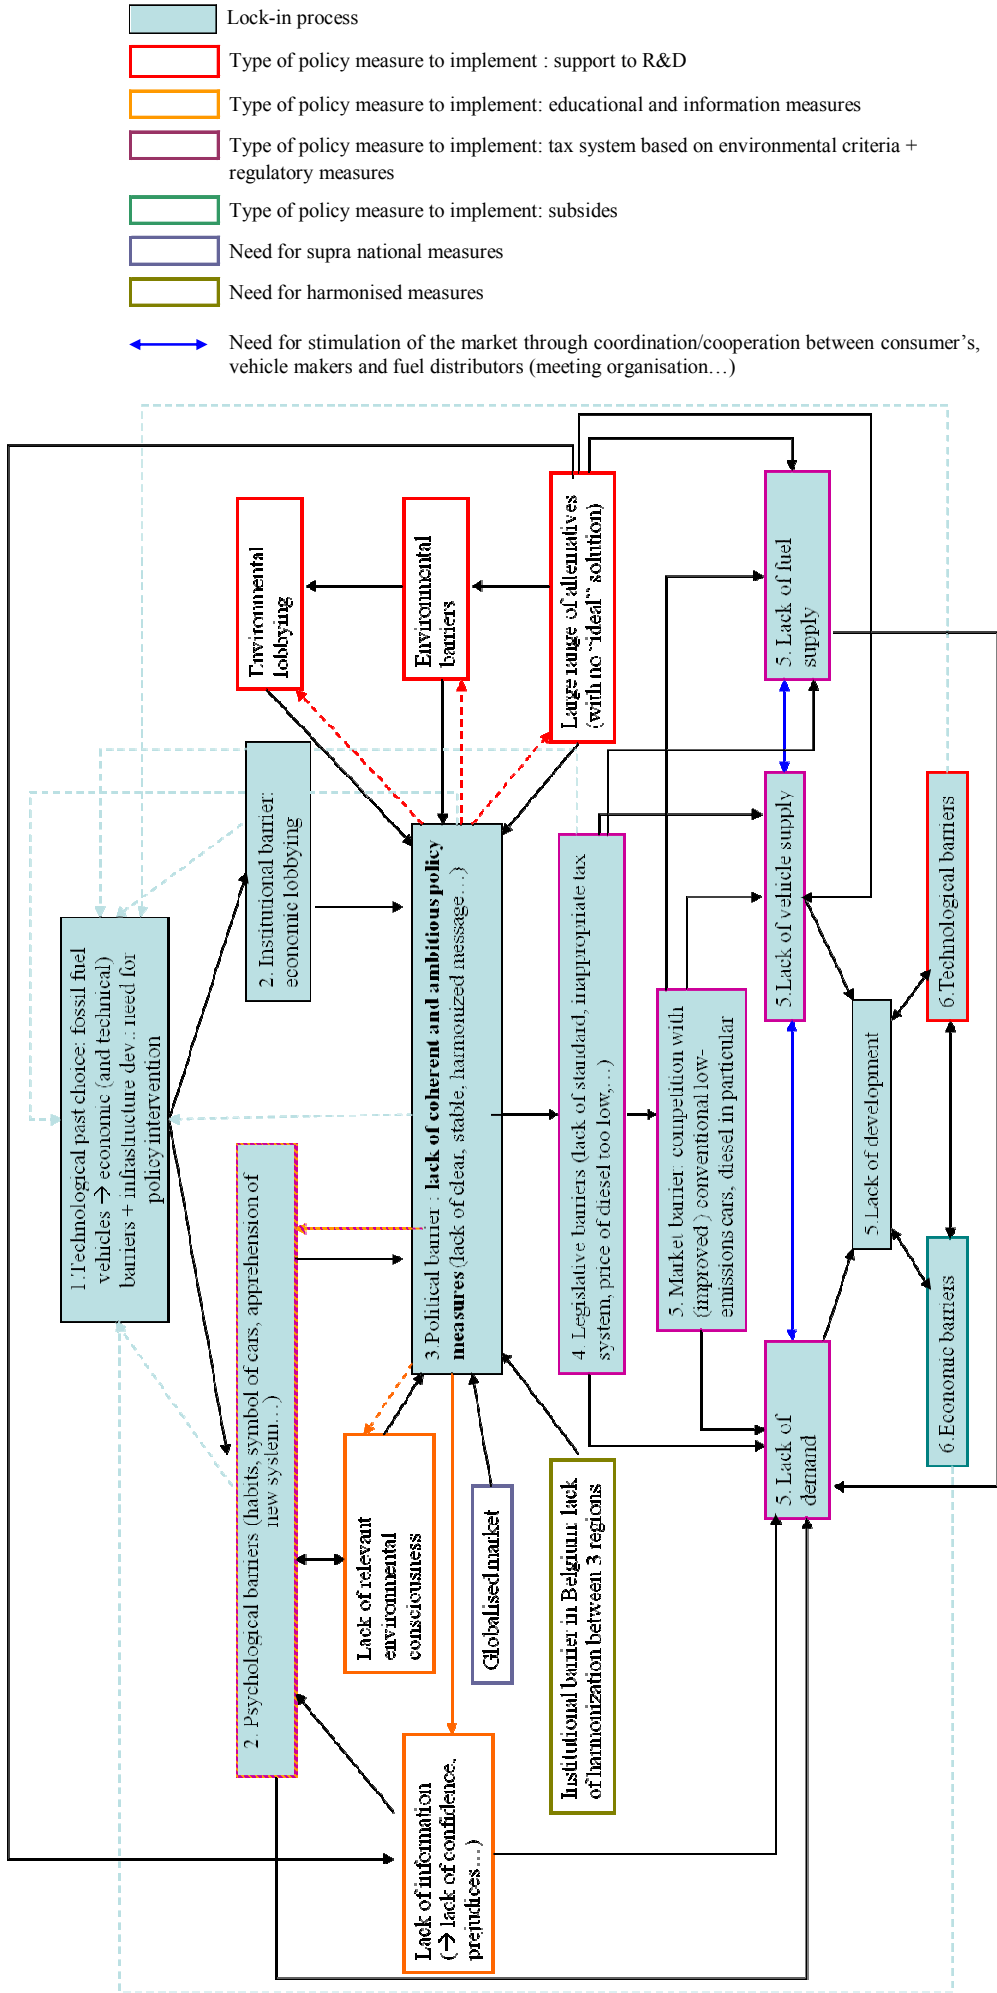 Lock-in process
Type of policy measure to implement : support to R&D
Type of policy measure to implement: educational and information measures
Type of policy measure to implement: tax system based on environmental criteria +
regulatory measures
Type of policy measure to implement: subsides
Need for supra national measures
Need for harmonised measures
Need for stimulation of the market through coordination/cooperation between consumer's,
vehicle makers and fuel distributors (meeting organisation…)
1.Technological past choice: fossil fuel
vehicles → economic (and technical)
barriers + infrastructure dev.: need for
policy intervention
2. Psychological barriers (habits, symbol of cars, apprehension of
new system…)
2. Institutional barrier:
economic lobbying
Environmental
lobbying
Lack of relevant
environmental
consciousness
Environmental
barriers
Lack of information
(→ lack of confidence,
prejudices…)
3.Political barrier : lack of coherent and ambitious policy
measures (lack of clear, stable, harmonized message…)
Globalised market
Large range of alternatives
(with no "ideal" solution)
Institutional barrier in Belgium: lack
of harmonization between 3 regions
4. Legislative barriers (lack of standard, inappropriate tax
system, price of diesel too low,…)
5. Market barrier: competition with
(improved ) conventional low-
emissions cars, diesel in particular
5. Lack of
demand
5.Lack of vehicle supply
5. Lack of fuel
supply
5.Lack of development
6.Economic barriers
6.Technological barriers